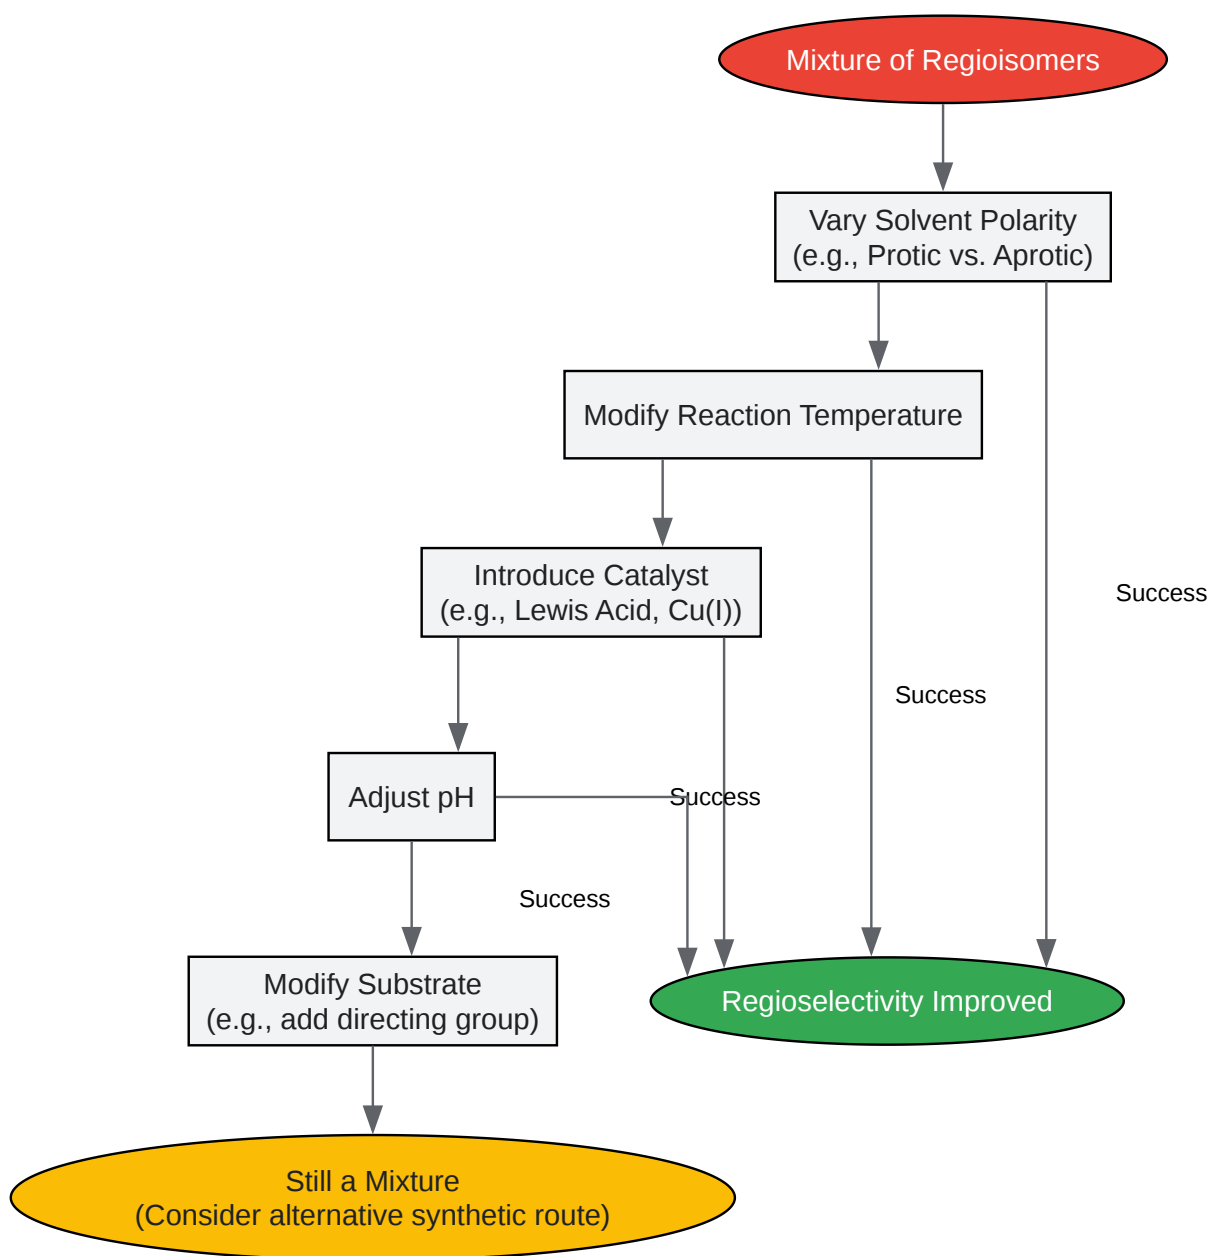 Mixture of Regioisomers
Vary Solvent Polarity
(e.g., Protic vs. Aprotic)
Modify Reaction Temperature
Introduce Catalyst
(e.g., Lewis Acid, Cu(I))
Success
Success
Adjust pH
Success
Success
Modify Substrate
(e.g., add directing group)
Regioselectivity Improved
Still a Mixture
(Consider alternative synthetic route)